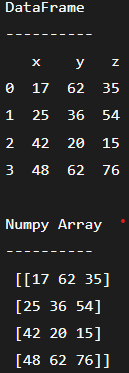 DataFrame
----------
    x   y   z
0  17  62  35
1  25  36  54
2  42  20  15
3  48  62  76
Numpy Array
----------
[[17 62 35]
[25 36 54]
[42 20 15]
[48 62 76]]